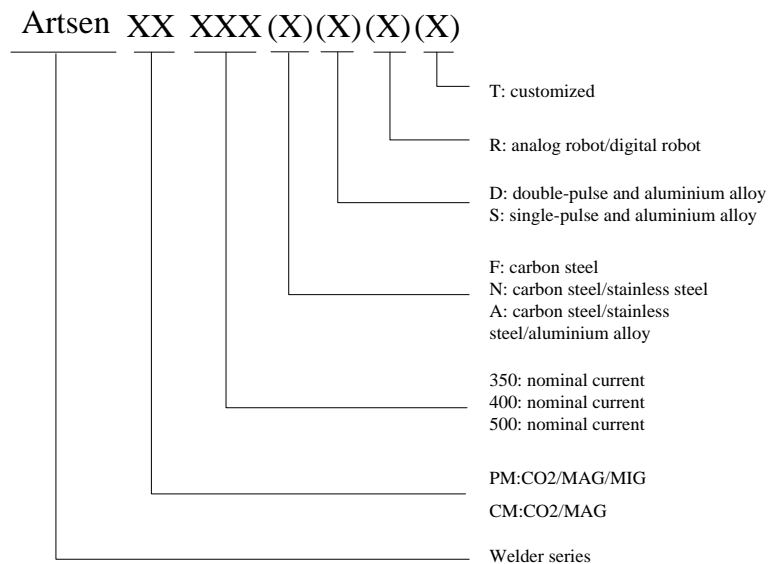 Artsen XX XXX(X)(X)(X)(X)
T: customized
R: analog robot/digital robot
D: double-pulse and aluminium alloy
S: single-pulse and aluminium alloy
F: carbon steel
N: carbon steel/stainless steel
A: carbon steel/stainless
steel/aluminium alloy
350: nominal current
400: nominal current
500: nominal current
PM:CO2/MAG/MIG
CM:CO2/MAG
Welder series